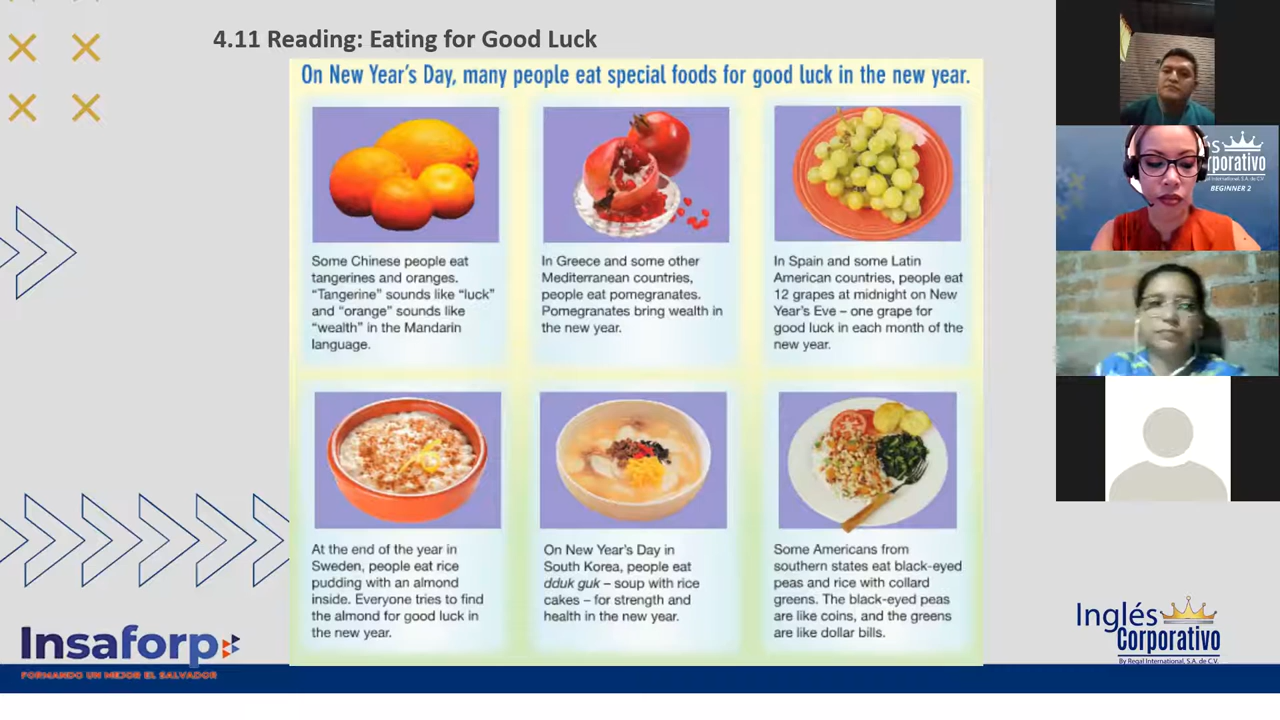 4.11 Reading: Eating for Good Luck
On New Year's Day, many people eat special foods for good luck in the new year.
Some Chinese people eat
tangerines and oranges.
"Tangerine" sounds like "luck"
and "orange" sounds like
"wealth" in the Mandarin
language.
In Greece and some other
Mediterranean countries,
people eat pomegranates.
Pomegranates bring wealth in
the new year.
In Spain and some Latin
American countries, people eat
12 grapes at midnight on New
Year's Eve – one grape for
good luck in each month of the
new year.
At the end of the year in
Sweden, people eat rice
pudding with an almond
inside. Everyone tries to find
the almond for good luck in
the new year.
On New Year's Day in
South Korea, people eat
dduk guk – soup with rice
cakes – for strength and
health in the new year.
Some Americans from
southern states eat black-eyed
peas and rice with collard
greens. The black-eyed peas
are like coins, and the greens
are like dollar bills.
Insaforp
FORMANDO UN MEJOR EL SALVADOR
Inglés
Corporativo
By Regal International, S.A. de C.V.
s
rporativo
Regal International, S.A. de C.V.
BEGINNER 2